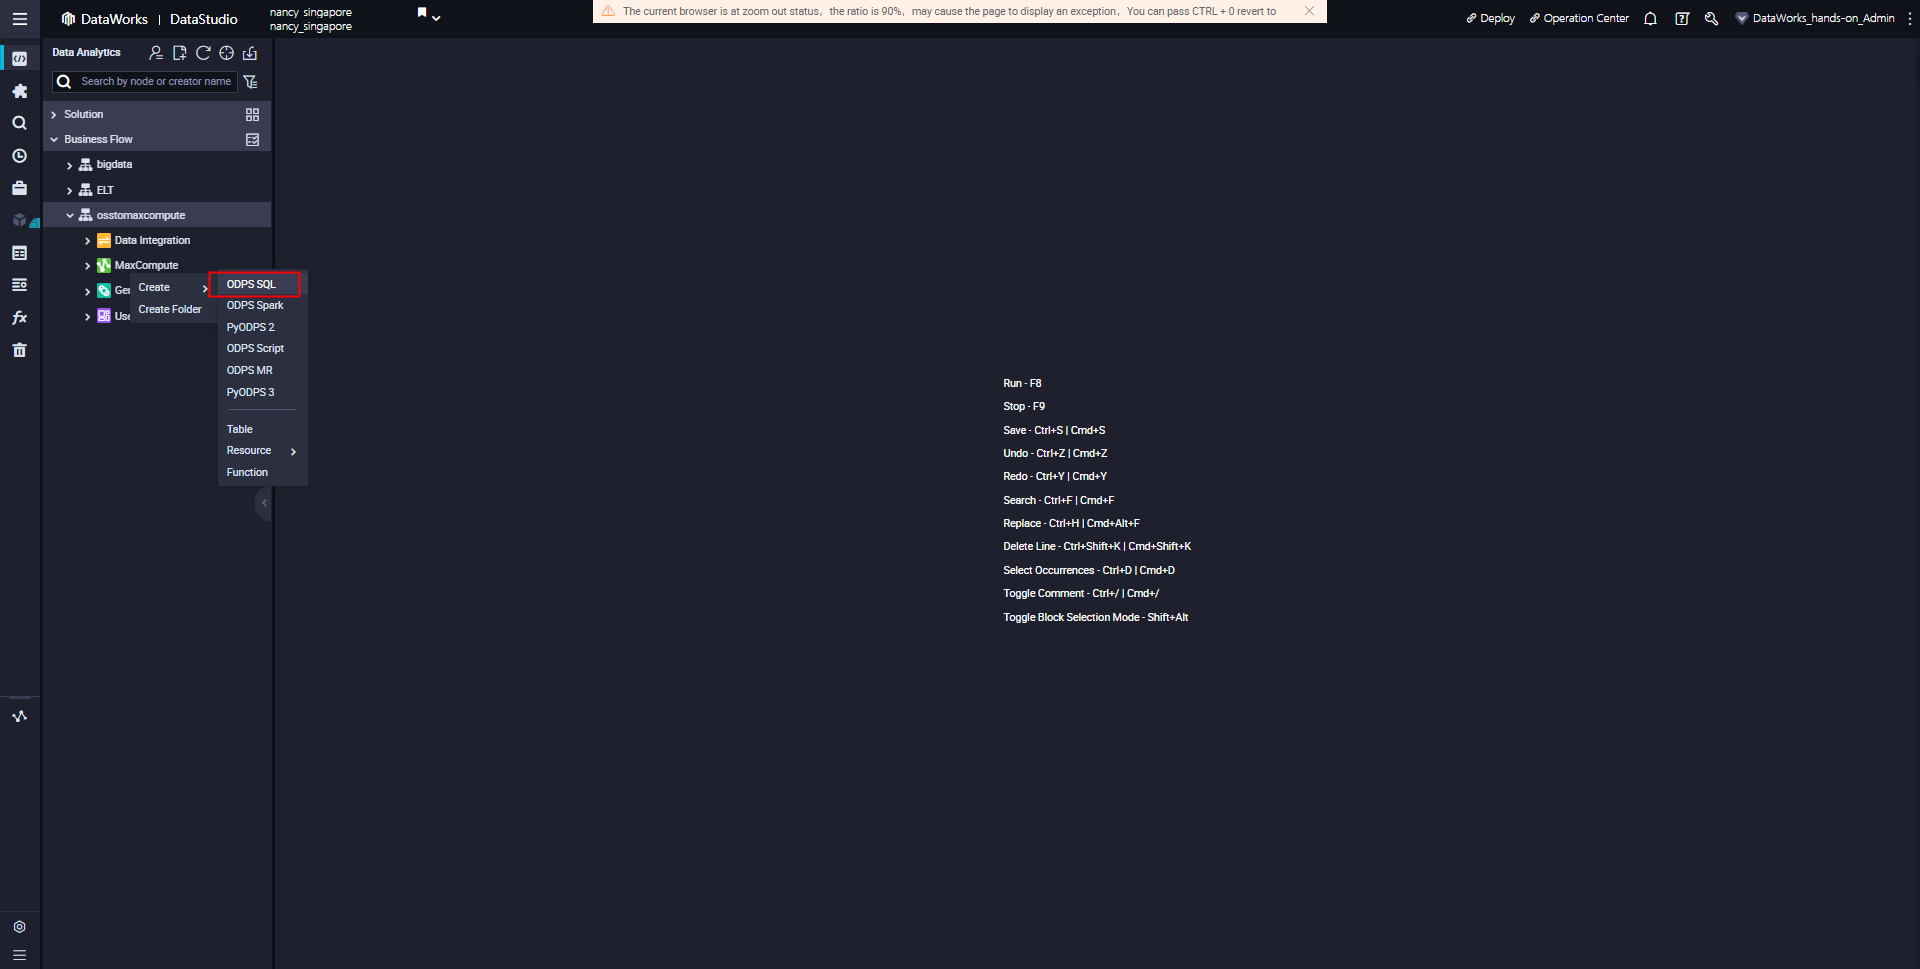 DataWorks | DataStudio
nancy_singapore
nancy_singapore
The current browser is at zoom out status，the ratio is 90%，may cause the page to display an exception，You can pass CTRL + 0 revert to
Deploy
Operation Center
DataWorks_hands-on_Admin
Data Analytics
Search by node or creator name
Solution
Business Flow
bigdata
ELT
osstomaxcompute
Data Integration
MaxCompute
Ge
Use
Create
Create Folder
ODPS SQL
ODPS Spark
PyODPS 2
ODPS Script
ODPS MR
PyODPS 3
Table
Resource
Function
Run - F8
Stop - F9
Save - Ctrl+S | Cmd+S
Undo - Ctrl+Z | Cmd+Z
Redo - Ctrl+Y | Cmd+Y
Search - Ctrl+F | Cmd+F
Replace - Ctrl+H | Cmd+Alt+F
Delete Line - Ctrl+Shift+K | Cmd+Shift+K
Select Occurrences - Ctrl+D | Cmd+D
Toggle Comment - Ctrl+/ | Cmd+/
Toggle Block Selection Mode - Shift+Alt